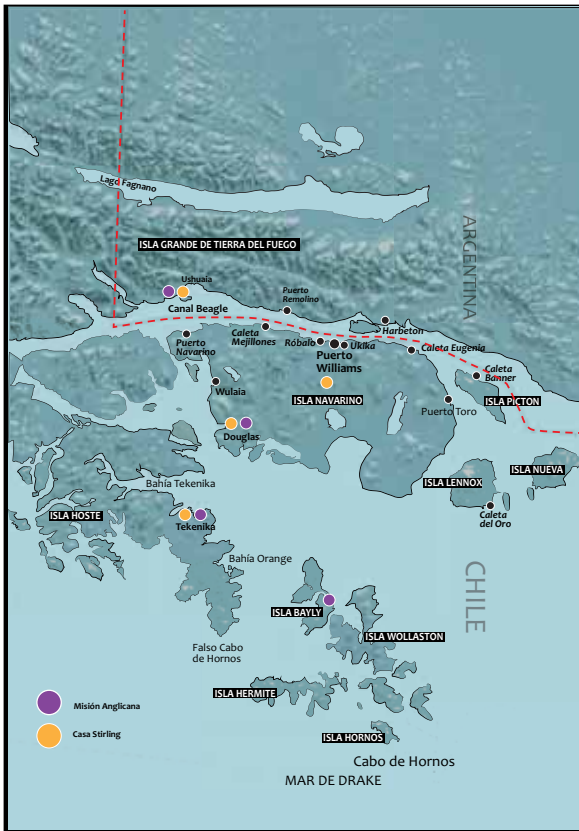 Lago Fagnano
ARGENTINA
ISLA GRANDE DE TIERRA DEL FUEGO
Ushuaia
Canal Beagle
Puerto
Remolino
Harbeton
Puerto
Navarino
Caleta
Mejillones
Róbalo
Ukika
Caleta Eugenia
Puerto
Williams
Caleta
Banner
Wulaia
ISLA NAVARINO
ISLA PICTON
Puerto Toro
Douglas
ISLA NUEVA
Bahía Tekenika
ISLA LENNOX
ISLA HOSTE
Tekenika
Caleta
del Oro
Bahía Orange
CHILE
ISLA BAYLY
ISLA WOLLASTON
Falso Cabo
de Hornos
ISLA HERMITE
Misión Anglicana
Casa Stirling
ISLA HORNOS
Cabo de Hornos
MAR DE DRAKE